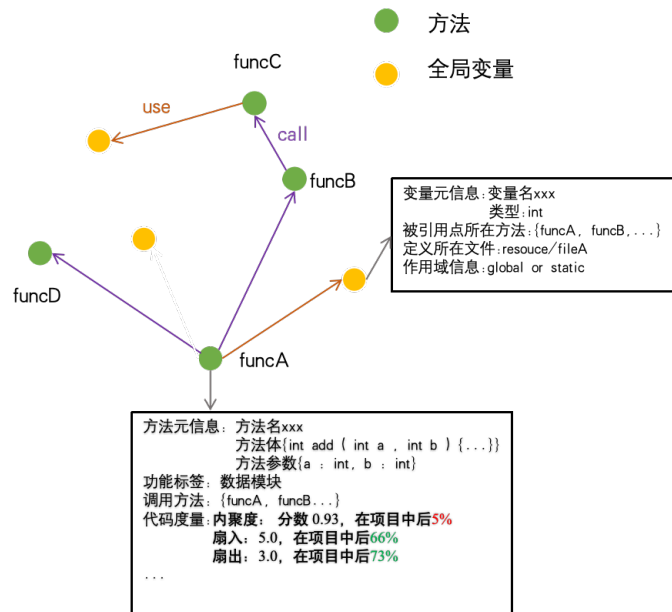 方法
全局变量
funcC
use
call
funcB
funcD
funcA
变量元信息:变量名xxx
类型:int
被引用点所在方法:{funcA, funcB,...}
定义所在文件:resouce/fileA
作用域信息:global or static
方法元信息: 方法名xxx
方法体{int add ( int a , int b ) {...}}
方法参数{a : int, b : int}
功能标签: 数据模块
调用方法: {funcA, funcB...}
代码度量:内聚度: 分数 0.93, 在项目中后5%
扇入: 5.0, 在项目中后66%
扇出: 3.0, 在项目中后73%
...